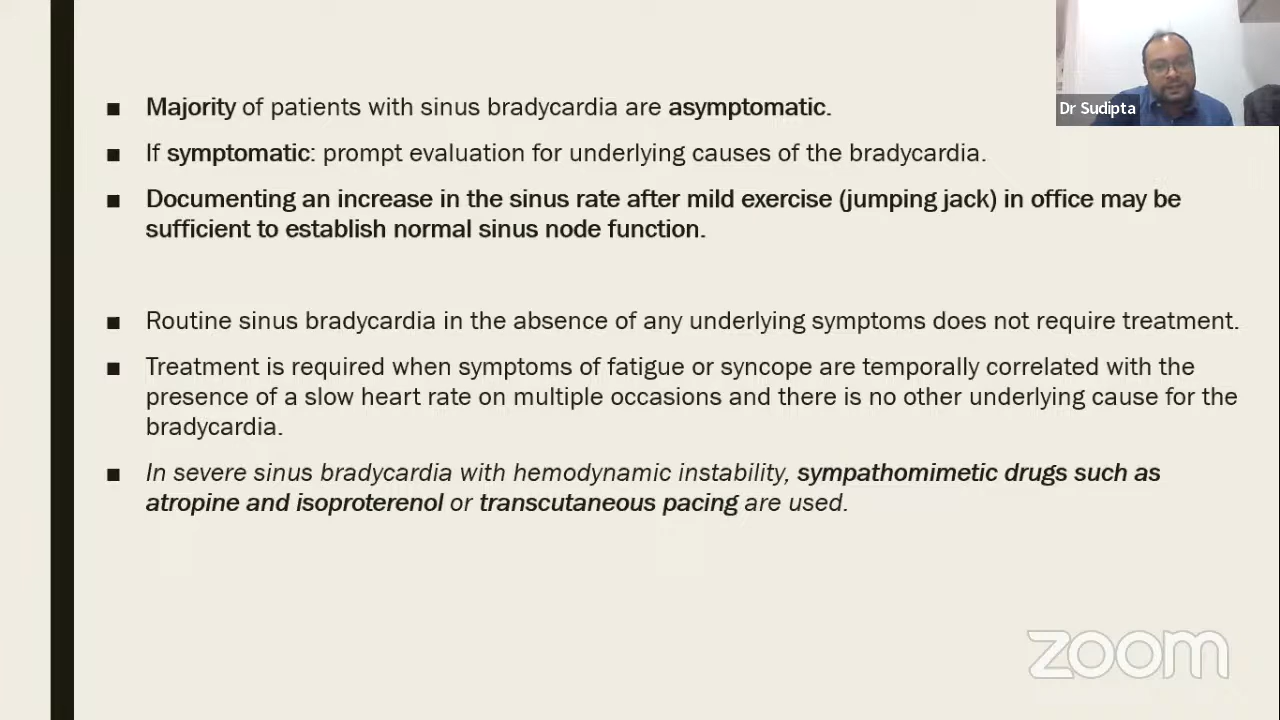 ■ Majority of patients with sinus bradycardia are asymptomatic.
■ If symptomatic: prompt evaluation for underlying causes of the bradycardia.
■ Documenting an increase in the sinus rate after mild exercise (jumping jack) in office may be
sufficient to establish normal sinus node function.
■ Routine sinus bradycardia in the absence of any underlying symptoms does not require treatment.
■ Treatment is required when symptoms of fatigue or syncope are temporally correlated with the
presence of a slow heart rate on multiple occasions and there is no other underlying cause for the
bradycardia.
■ In severe sinus bradycardia with hemodynamic instability, sympathomimetic drugs such as
atropine and isoproterenol or transcutaneous pacing are used.
Dr Sudipta
zoom